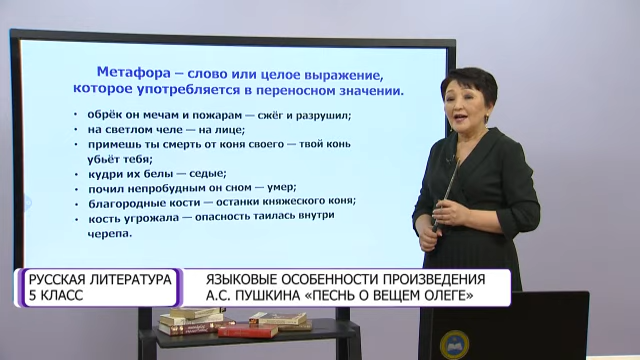 Метафора – слово или целое выражение,
которое употребляется в переносном значении.
• обрёк он мечам и пожарам — сжёг и разрушил;
• на светлом челе — на лице;
• примешь ты смерть от коня своего — твой конь
убьёт тебя;
• кудри их белы — седые;
• почил непробудным он сном — умер;
• благородные кости — останки княжеского коня;
• кость угрожала — опасность таилась внутри
черепа.
РУССКАЯ ЛИТЕРАТУРА
5 КЛАСС
ЯЗЫКОВЫЕ ОСОБЕННОСТИ ПРОИЗВЕДЕНИЯ
А.С. ПУШКИНА «ПЕСНЬ О ВЕЩЕМ ОЛЕГЕ»